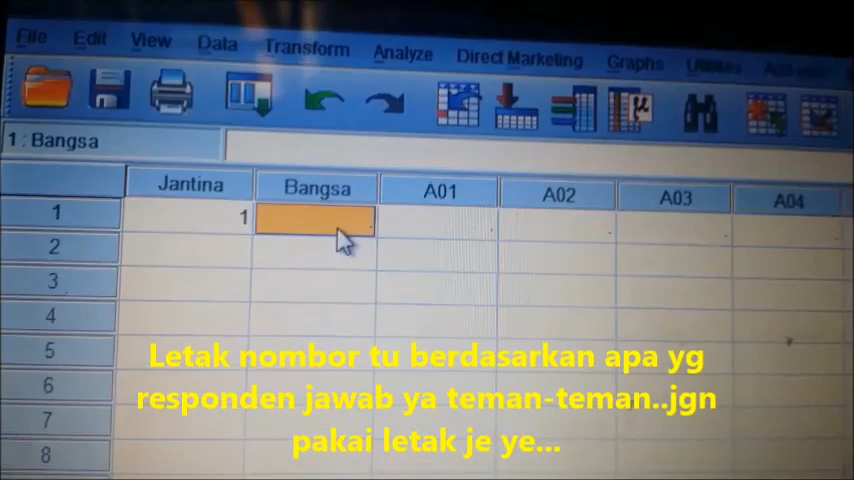 File Edit View Data Transform Analyze Direct Marketing Graphs Utilities
1 : Bangsa
Jantina Bangsa A01 A02 A03 A04
1 1 . . . . .
2
3
4
5
6
7
8
Letak nombor tu berdasarkan apa yg
responden jawab ya teman-teman..jgn
pakai letak je ye...